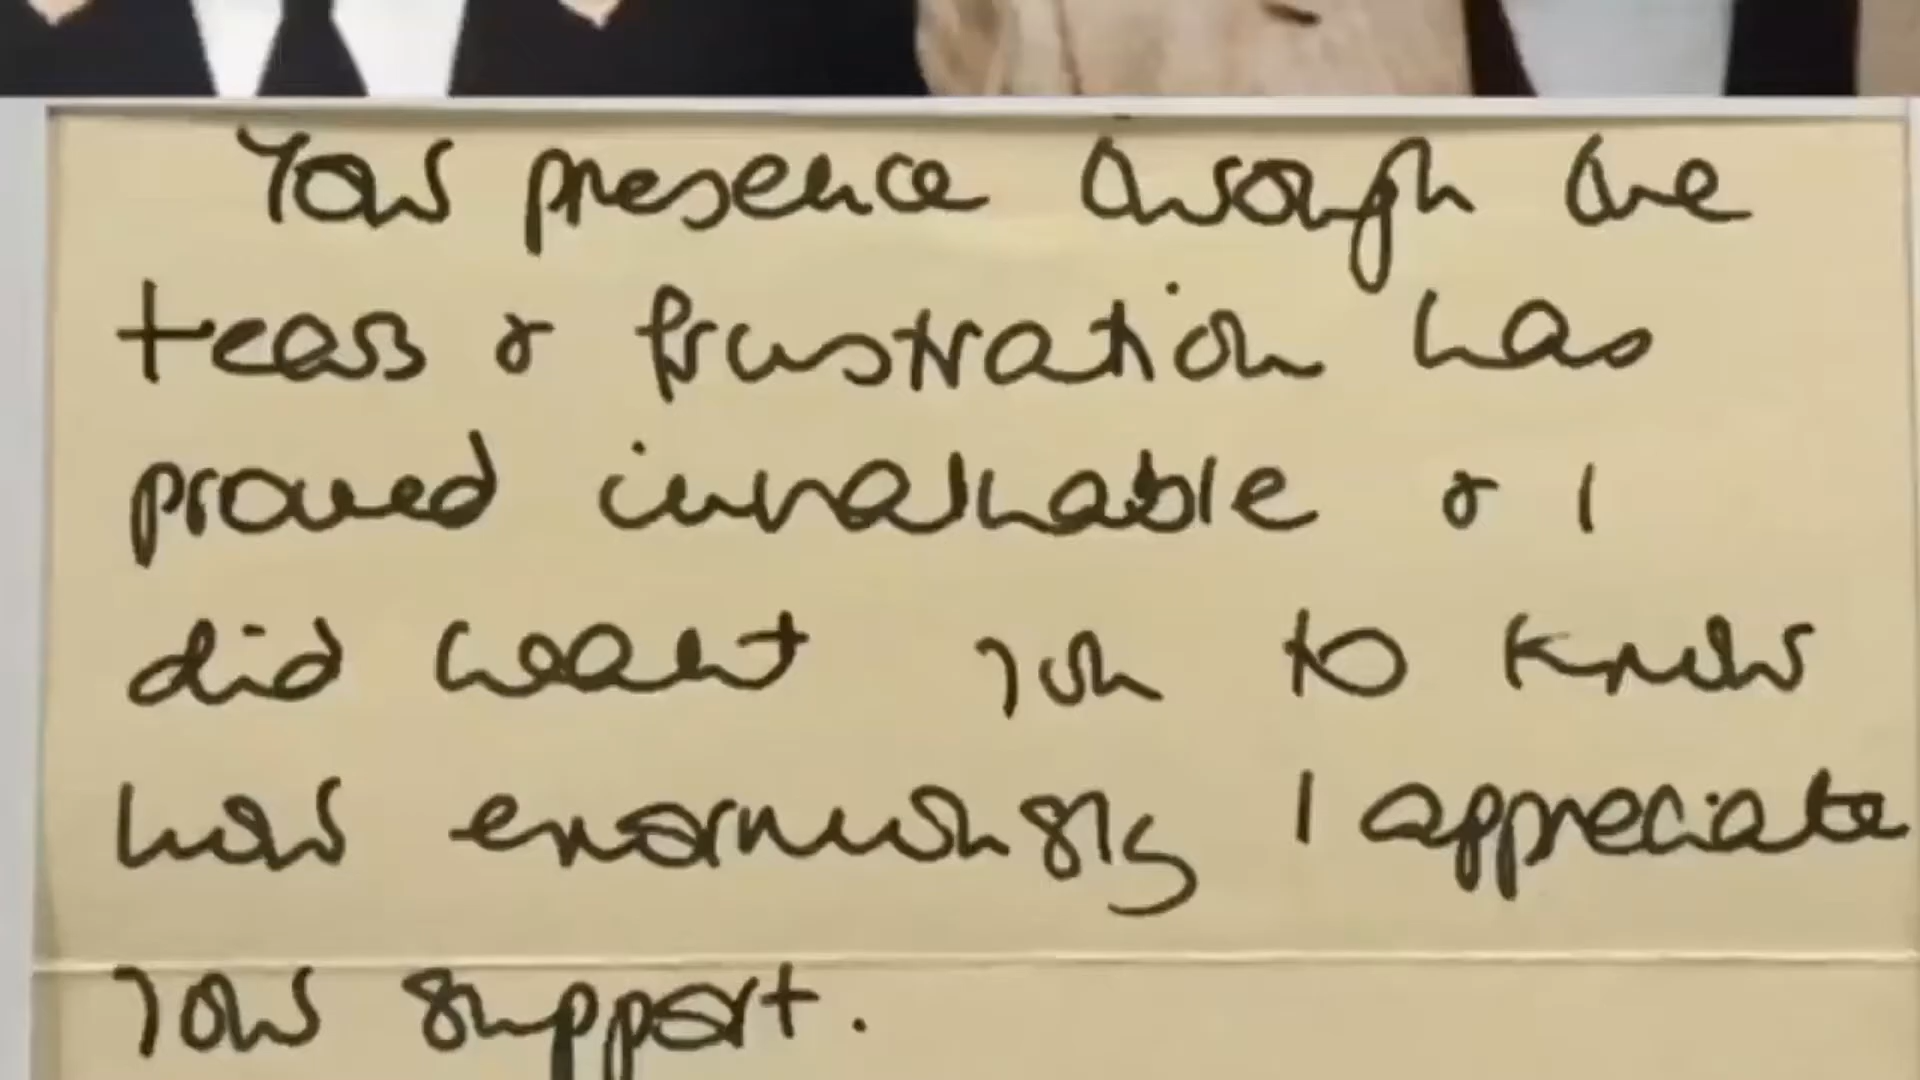 Your presence through the
tears & frustration has
proved invaluable & I
did want you to know
how enormously I appreciate
your support.